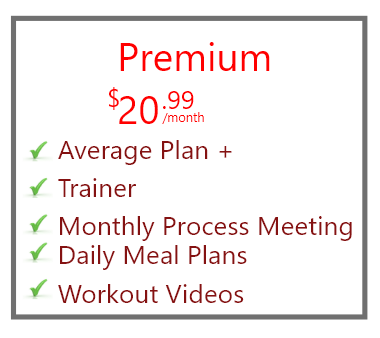 Premium
$20.99
/month
Average Plan +
Trainer
Monthly Process Meeting
Daily Meal Plans
Workout Videos